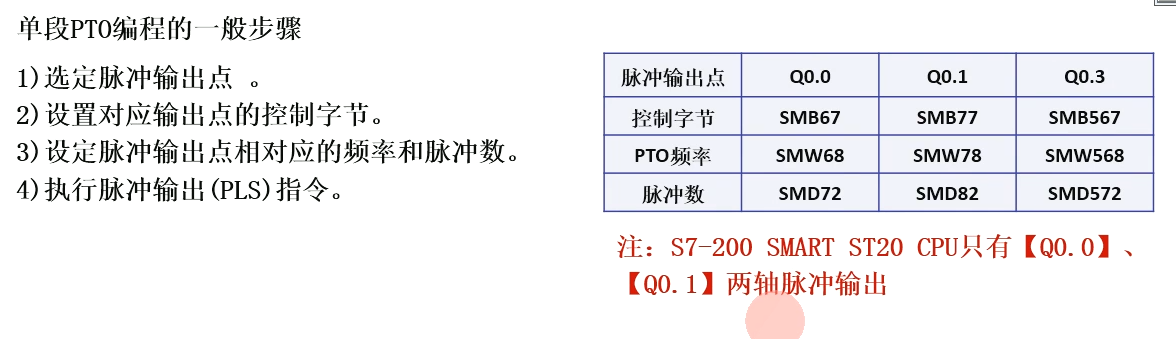 单段PTO编程的一般步骤
1)选定脉冲输出点 。
2)设置对应输出点的控制字节。
3)设定脉冲输出点相对应的频率和脉冲数。
4)执行脉冲输出(PLS)指令。
脉冲输出点 Q0.0 Q0.1 Q0.3
控制字节 SMB67 SMB77 SMB567
PTO频率 SMW68 SMW78 SMW568
脉冲数 SMD72 SMD82 SMD572
注：S7-200 SMART ST20 CPU只有【Q0.0】、
【Q0.1】两轴脉冲输出